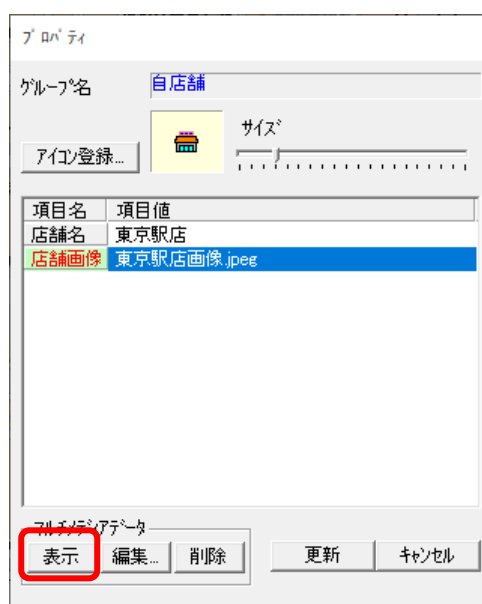 プロパティ
グループ名 自店舗
サイズ
アイコン登録...
項目名 項目値
店舗名 東京駅店
店舗画像 東京駅店画像.jpeg
マルチメディアデータ
表示 編集... 削除 更新 キャンセル